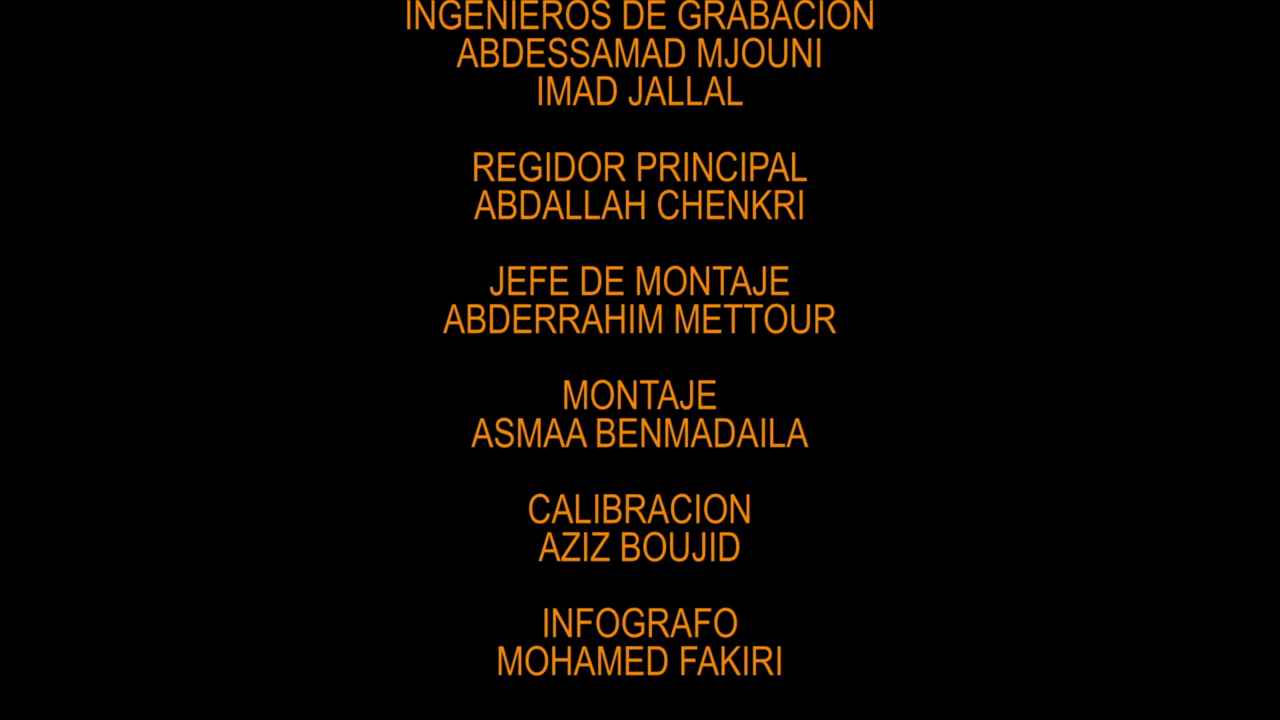 INGENIEROS DE GRABACION
ABDESSAMAD MJOUNI
IMAD JALLAL
REGIDOR PRINCIPAL
ABDALLAH CHENKRI
JEFE DE MONTAJE
ABDERRAHIM METTOUR
MONTAJE
ASMAA BENMADAILA
CALIBRACION
AZIZ BOUJID
INFOGRAFO
MOHAMED FAKIRI